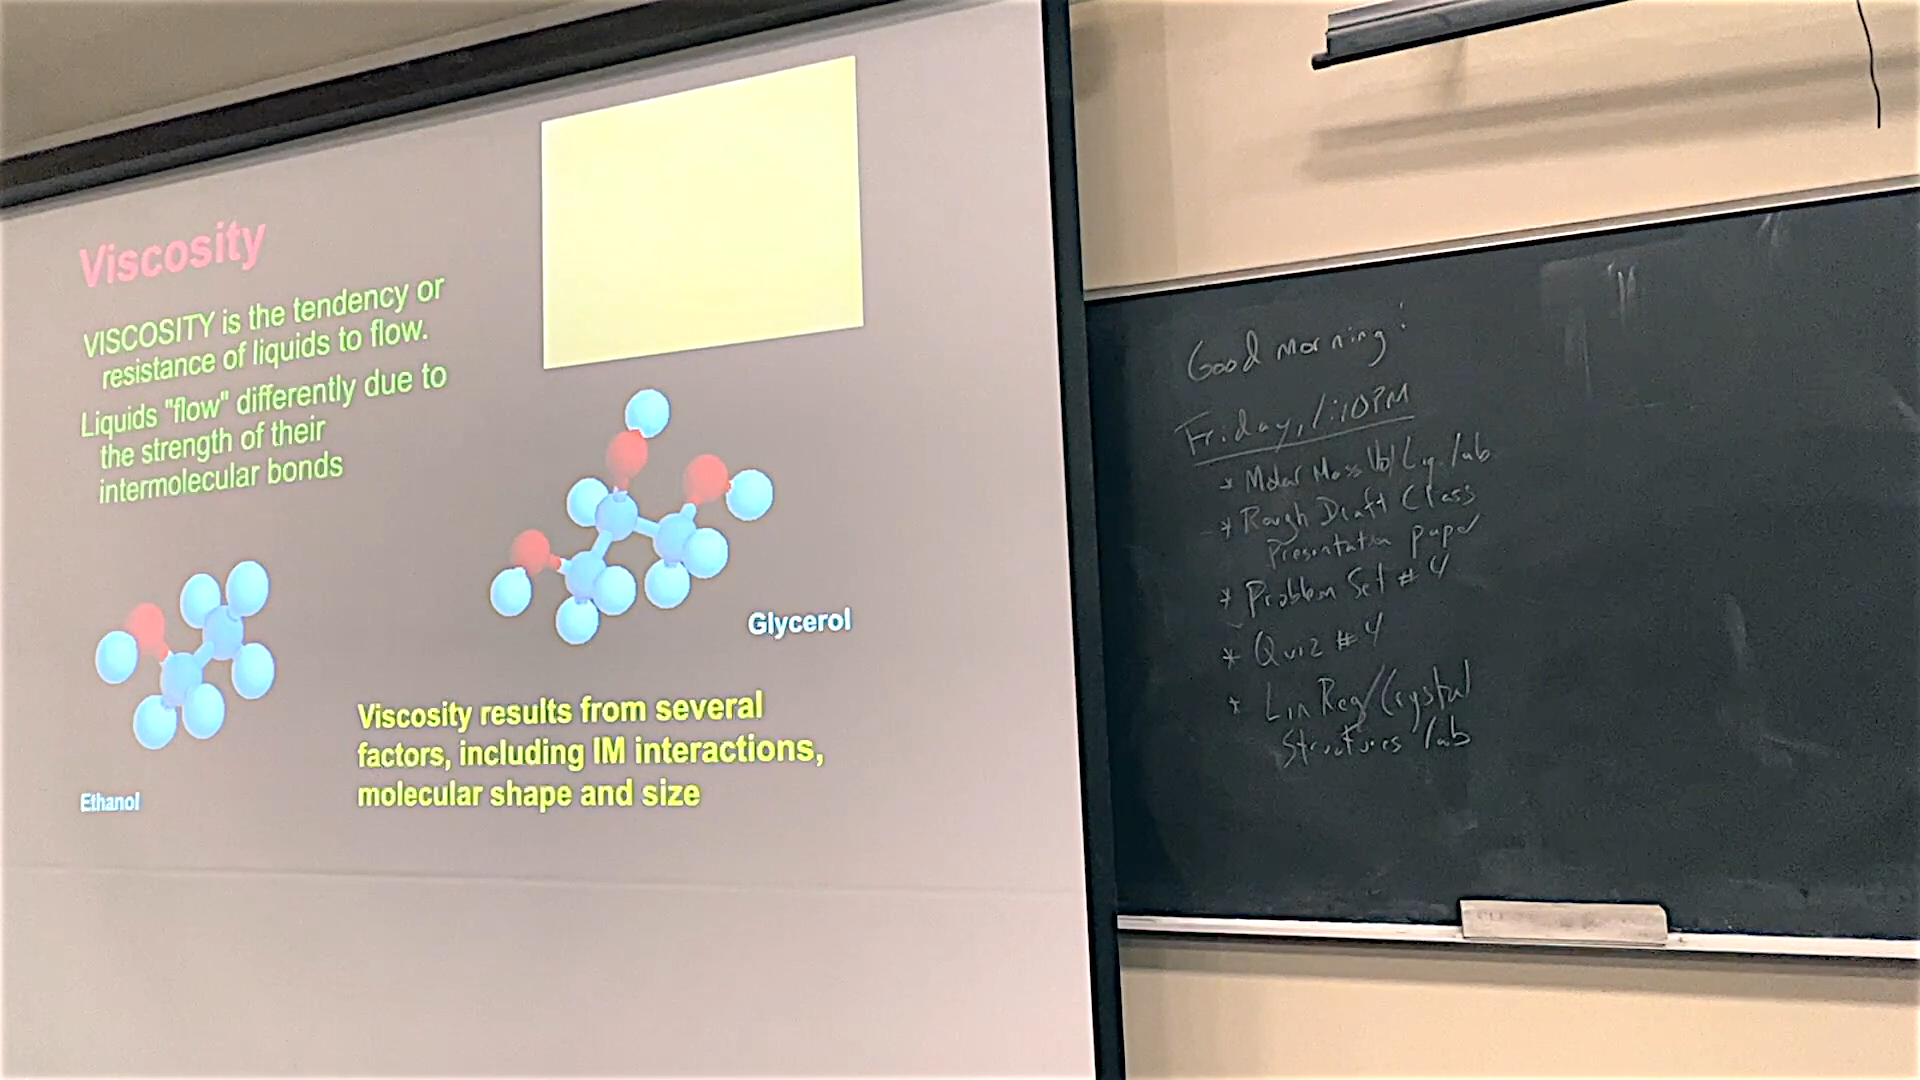 Viscosity
VISCOSITY is the tendency or
resistance of liquids to flow.
Liquids "flow" differently due to
the strength of their
intermolecular bonds
Glycerol
Ethanol
Viscosity results from several
factors, including IM interactions,
molecular shape and size
Good Morning!
Friday, 1:10PM
* Molar Mass Vol Liq. lab
* Rough Draft Class
Presentation paper
* Problem Set #4
* Quiz #4
* LinReg/Crystal
Structures lab